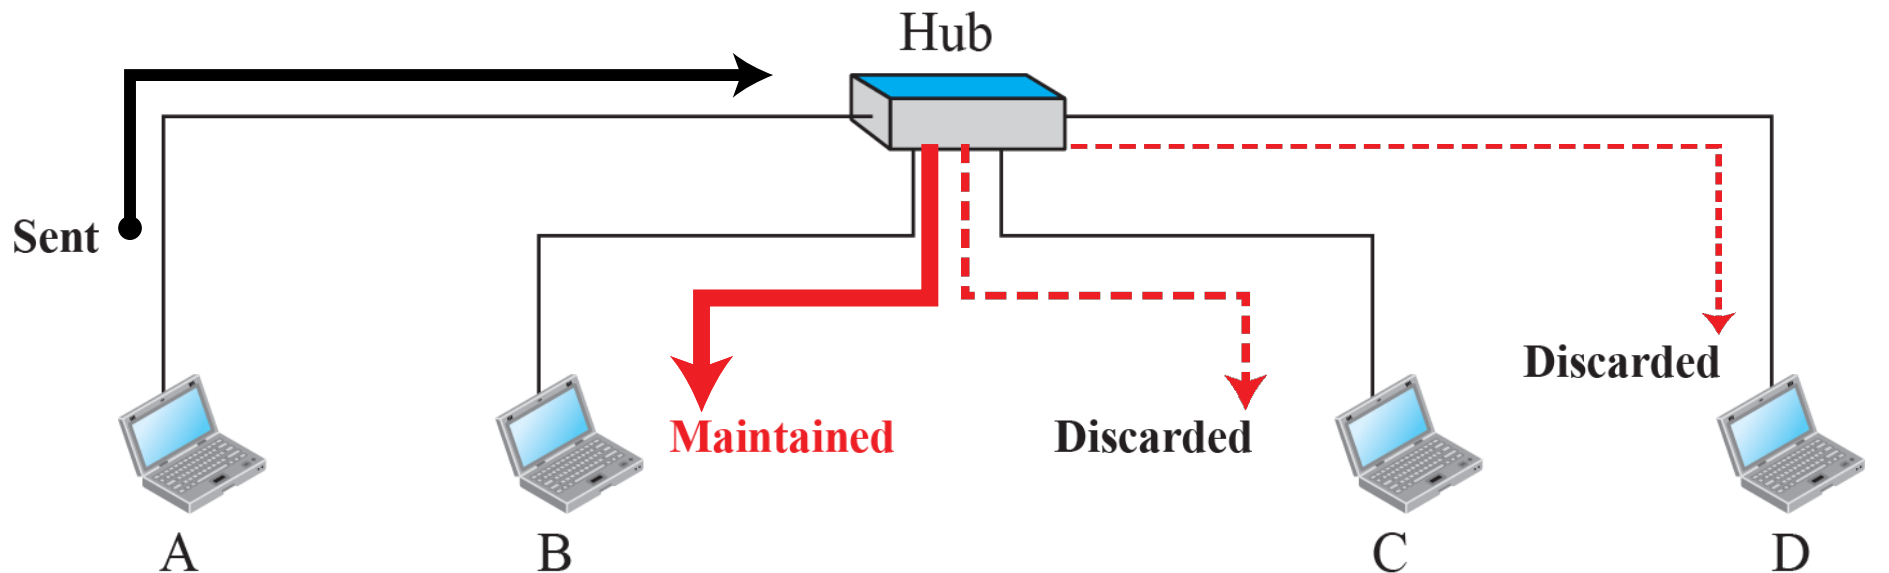 Hub
Sent
Discarded
Maintained
Discarded
A
B
C
D